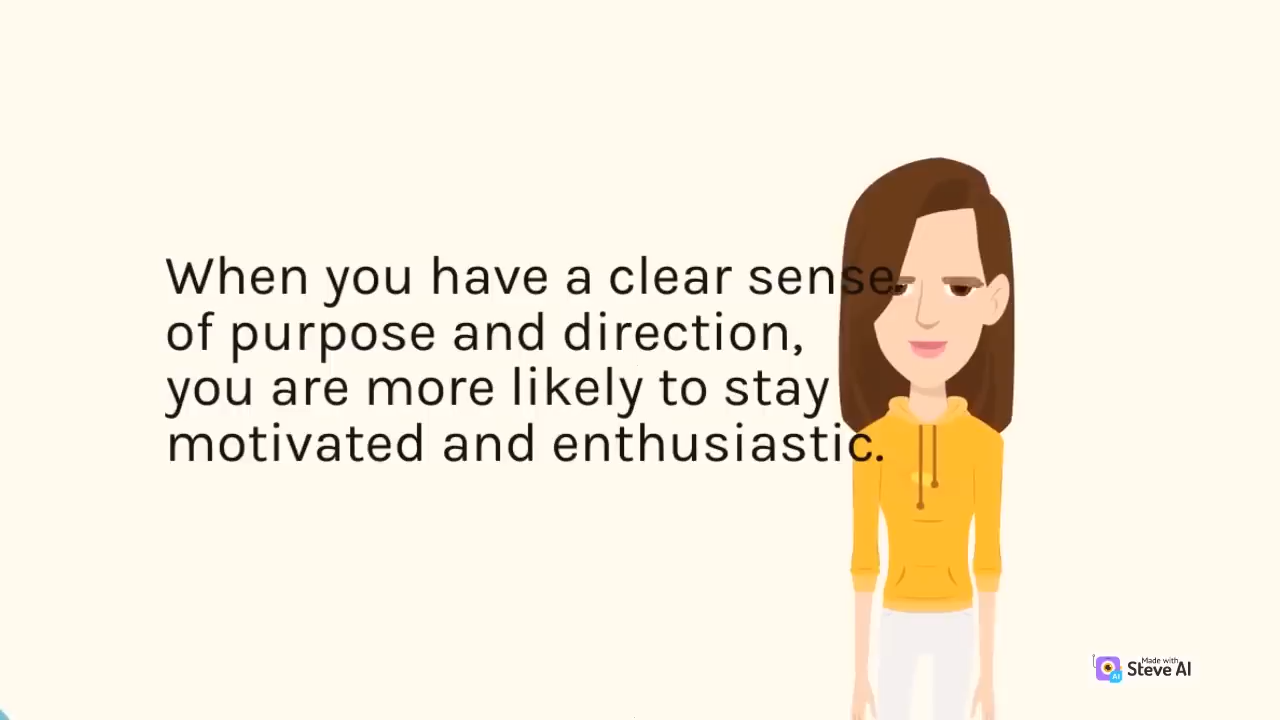 When you have a clear sense
of purpose and direction,
you are more likely to stay
motivated and enthusiastic.
Made with
Steve AI
AI